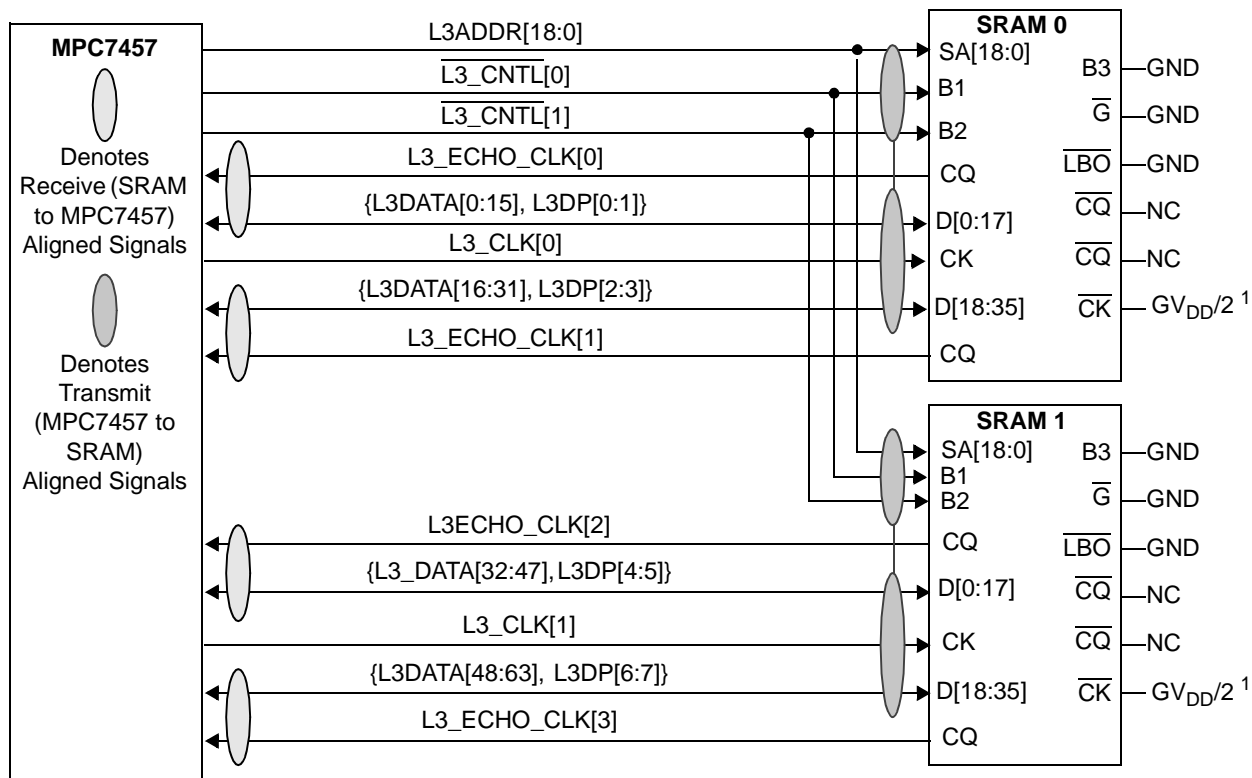 MPC7457
Denotes
Receive (SRAM
to MPC7457)
Aligned Signals
Denotes
Transmit
(MPC7457 to
SRAM)
Aligned Signals
L3ADDR[18:0]
L3_CNTL[0]
L3_CNTL[1]
L3_ECHO_CLK[0]
{L3DATA[0:15], L3DP[0:1]}
L3_CLK[0]
{L3DATA[16:31], L3DP[2:3]}
L3_ECHO_CLK[1]
SRAM 0
SA[18:0]
B1
B2
CQ
D[0:17]
CK
D[18:35]
CQ
B3 GND
G GND
LBO GND
CQ NC
CQ NC
CK GVDD/2 1
L3ECHO_CLK[2]
{L3_DATA[32:47], L3DP[4:5]}
L3_CLK[1]
{L3DATA[48:63], L3DP[6:7]}
L3_ECHO_CLK[3]
SRAM 1
SA[18:0]
B1
B2
CQ
D[0:17]
CK
D[18:35]
CQ
B3 GND
G GND
LBO GND
CQ NC
CQ NC
CK GVDD/2 1